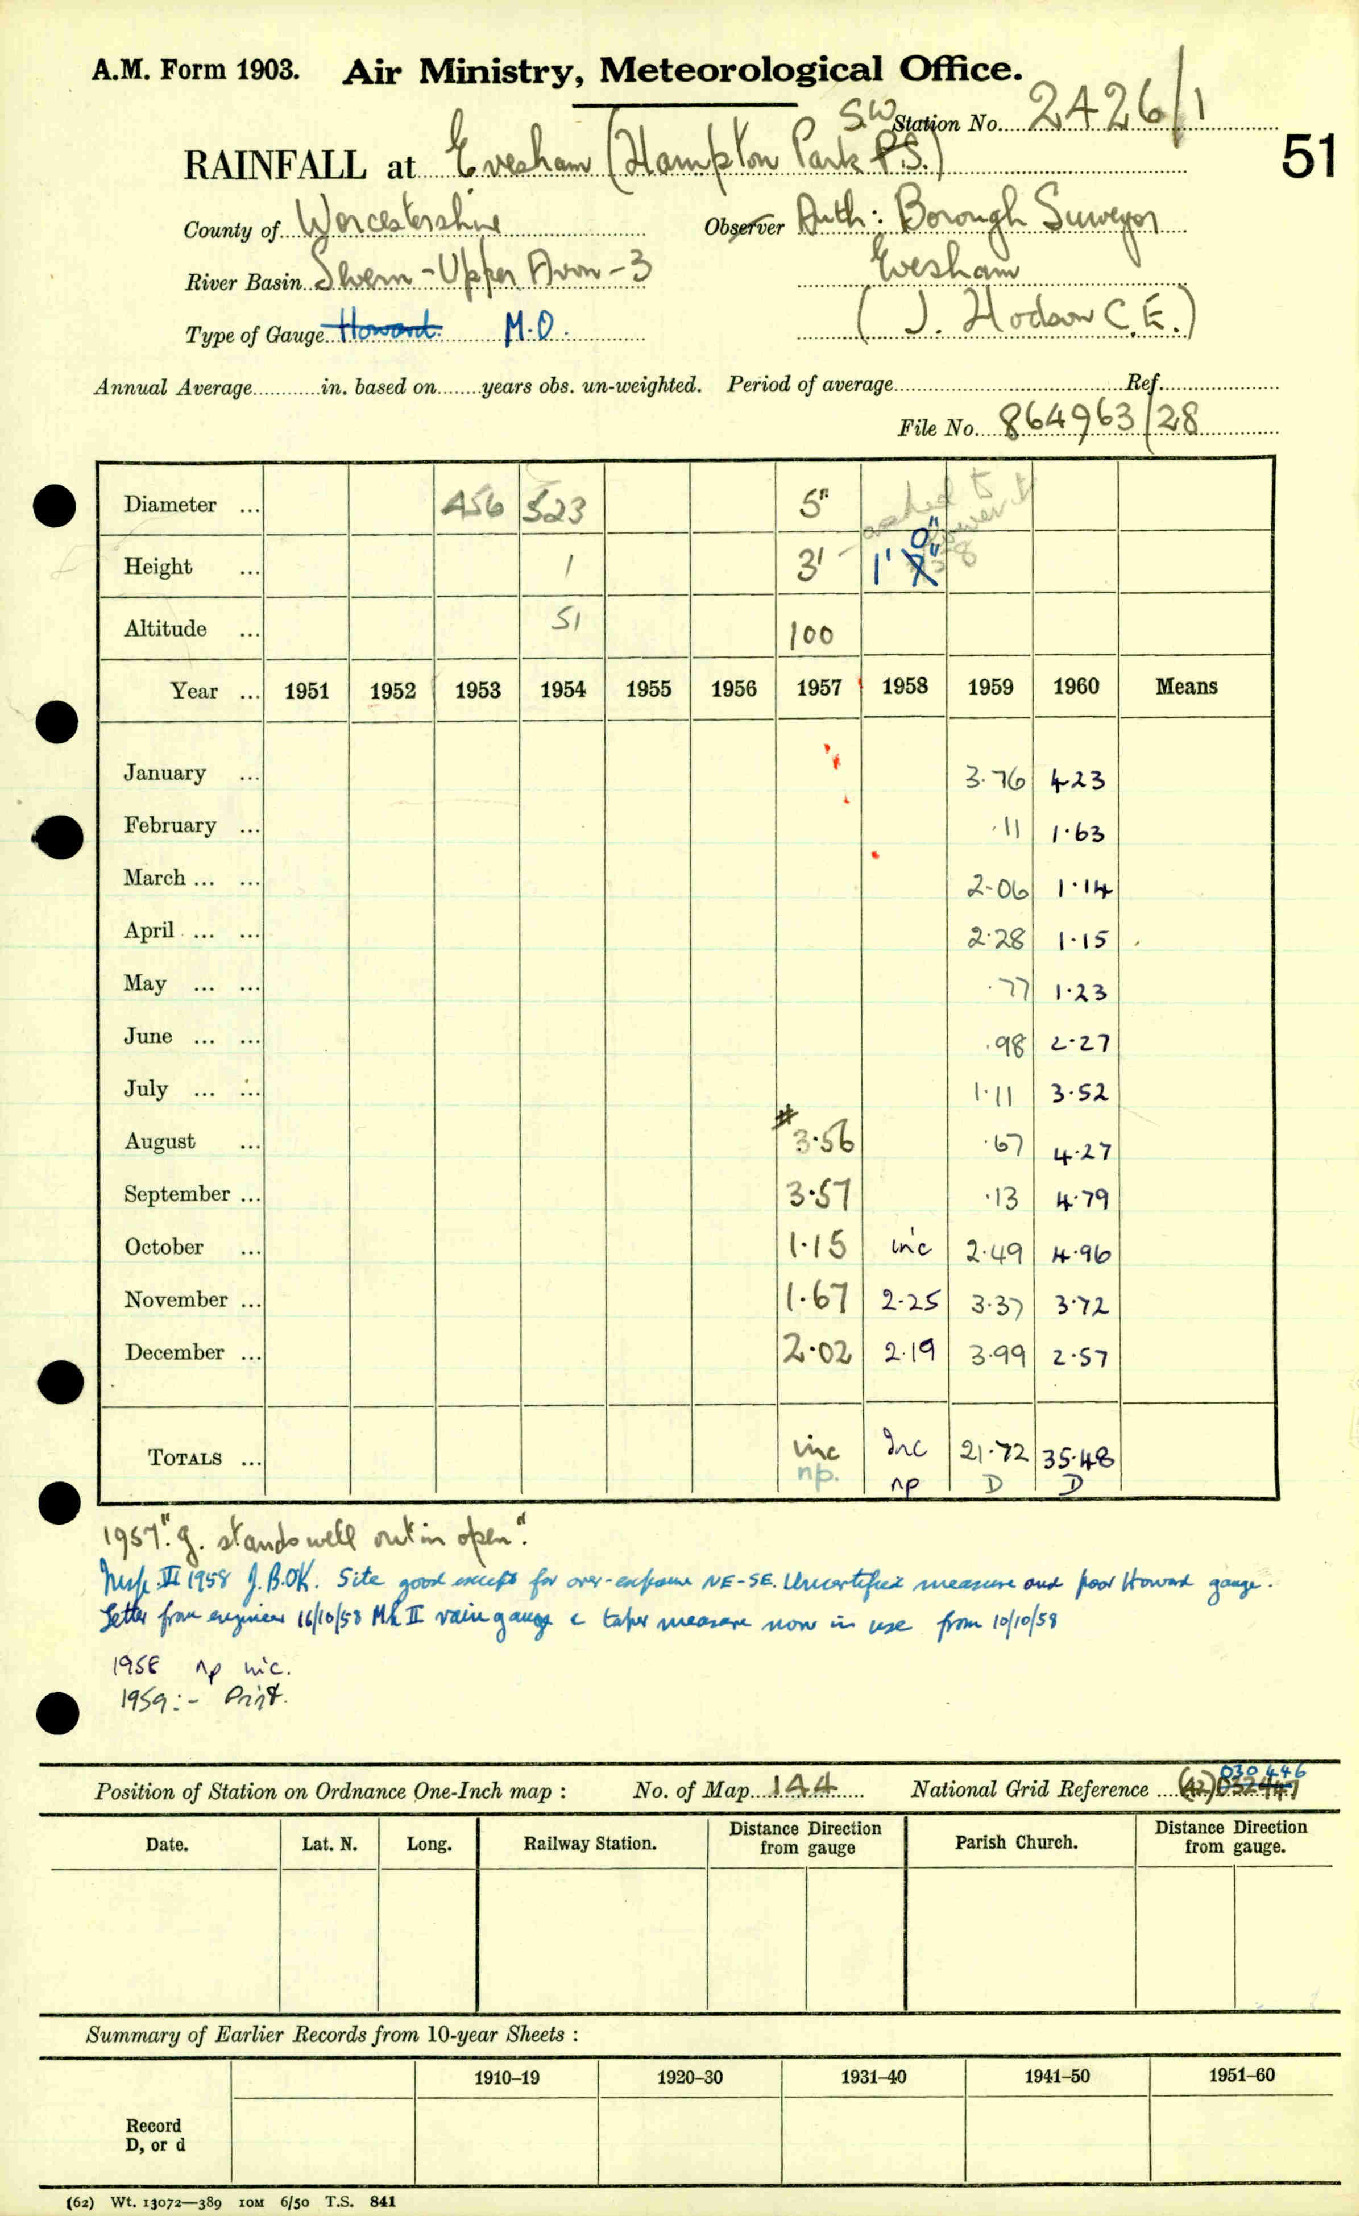 A.M. Form 1903. Air Ministry, Meteorological Office.
Station No. 2426/1
51
RAINFALL at Evesham (Hampton Park P.S.) SW
County of Worcestershire Observer Auth: Borough Surveyor
River Basin Severn - Upper Avon - 3 Evesham
Type of Gauge Howard. M.O. (J. Hodson C.E.)
Annual Average in. based on years obs. un-weighted. Period of average Ref.
File No. 864963/28
Diameter ... 456 523 5" asked to lower it
Height ... 1 3' 1' 0"
Altitude ... 51 100
Year ... 1951 1952 1953 1954 1955 1956 1957 1958 1959 1960 Means
January ... 3.76 4.23
February ... .11 1.63
March ... ... 2.06 1.14
April ... ... 2.28 1.15
May ... ... .77 1.23
June ... ... .98 2.27
July ... ... 1.11 3.52
August ... # 3.56 .67 4.27
September ... 3.57 .13 4.79
October ... 1.15 inc 2.49 4.96
November ... 1.67 2.25 3.37 3.72
December ... 2.02 2.19 3.99 2.57
TOTALS ... inc Inc 21.72 35.48
np. np D D
1957. "g. stands well out in open".
Insp. III 1958 J.B. OK. Site good except for over-exposure NE-SE. Uncertified measure and poor Howard gauge.
Letter from engineer 16/10/58 Mk II raingauge c taper measure now in use from 10/10/58
1958 np inc.
1959:- Print.
Position of Station on Ordnance One-Inch map : No. of Map 144 National Grid Reference (42) 032447 030446
Date. Lat. N. Long. Railway Station. Distance Direction from gauge Parish Church. Distance Direction from gauge.
Summary of Earlier Records from 10-year Sheets :
1910–19 1920–30 1931–40 1941–50 1951–60
Record
D, or d
(62) Wt. 13072—389 10M 6/50 T.S. 841